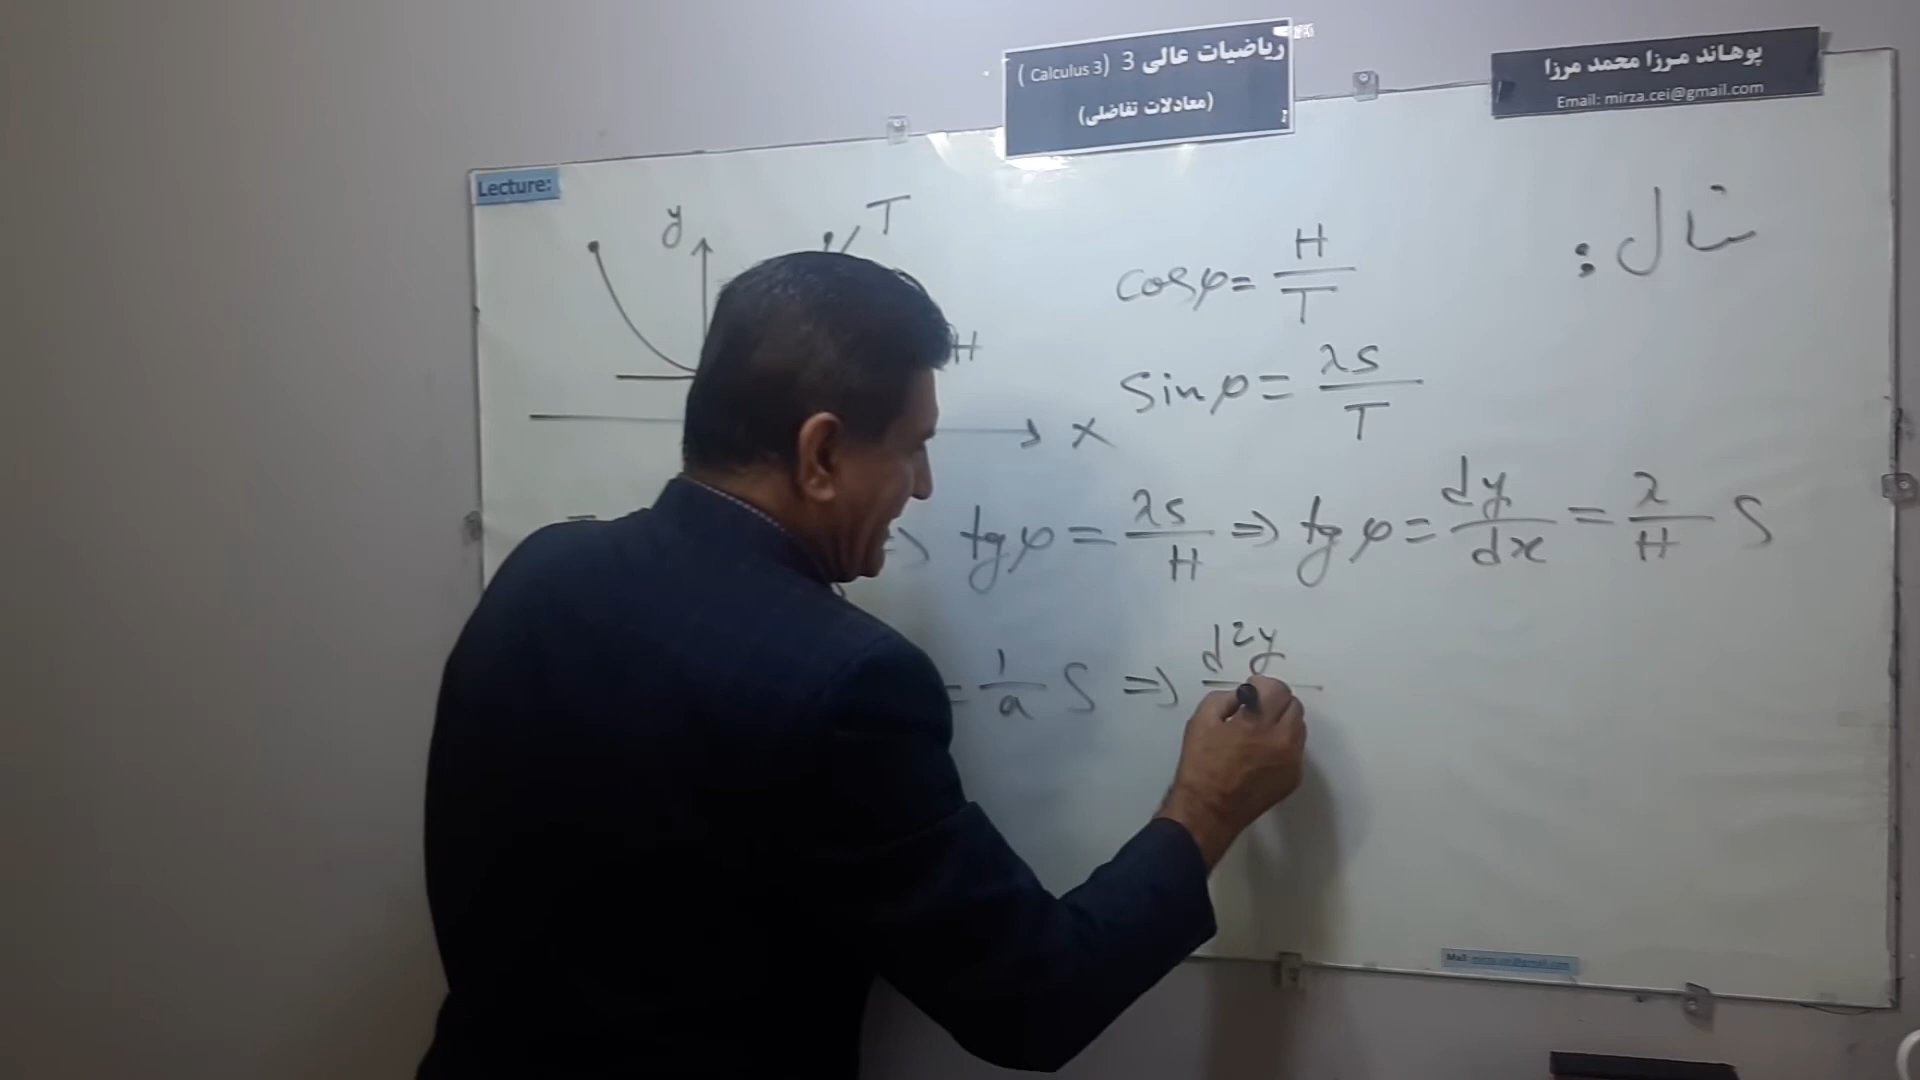 ریاضیات عالی 3 (Calculus 3)
(معادلات تفاضلی)
پوهاند مرزا محمد مرزا
Email: mirza.cei@gmail.com
Lecture:
مثال :
y
T
H
x
cosφ = H/T
sinφ = λs/T
⇒ tgφ = λs/H ⇒ tgφ = dy/dx = λ/H S
= 1/a S ⇒ d²y